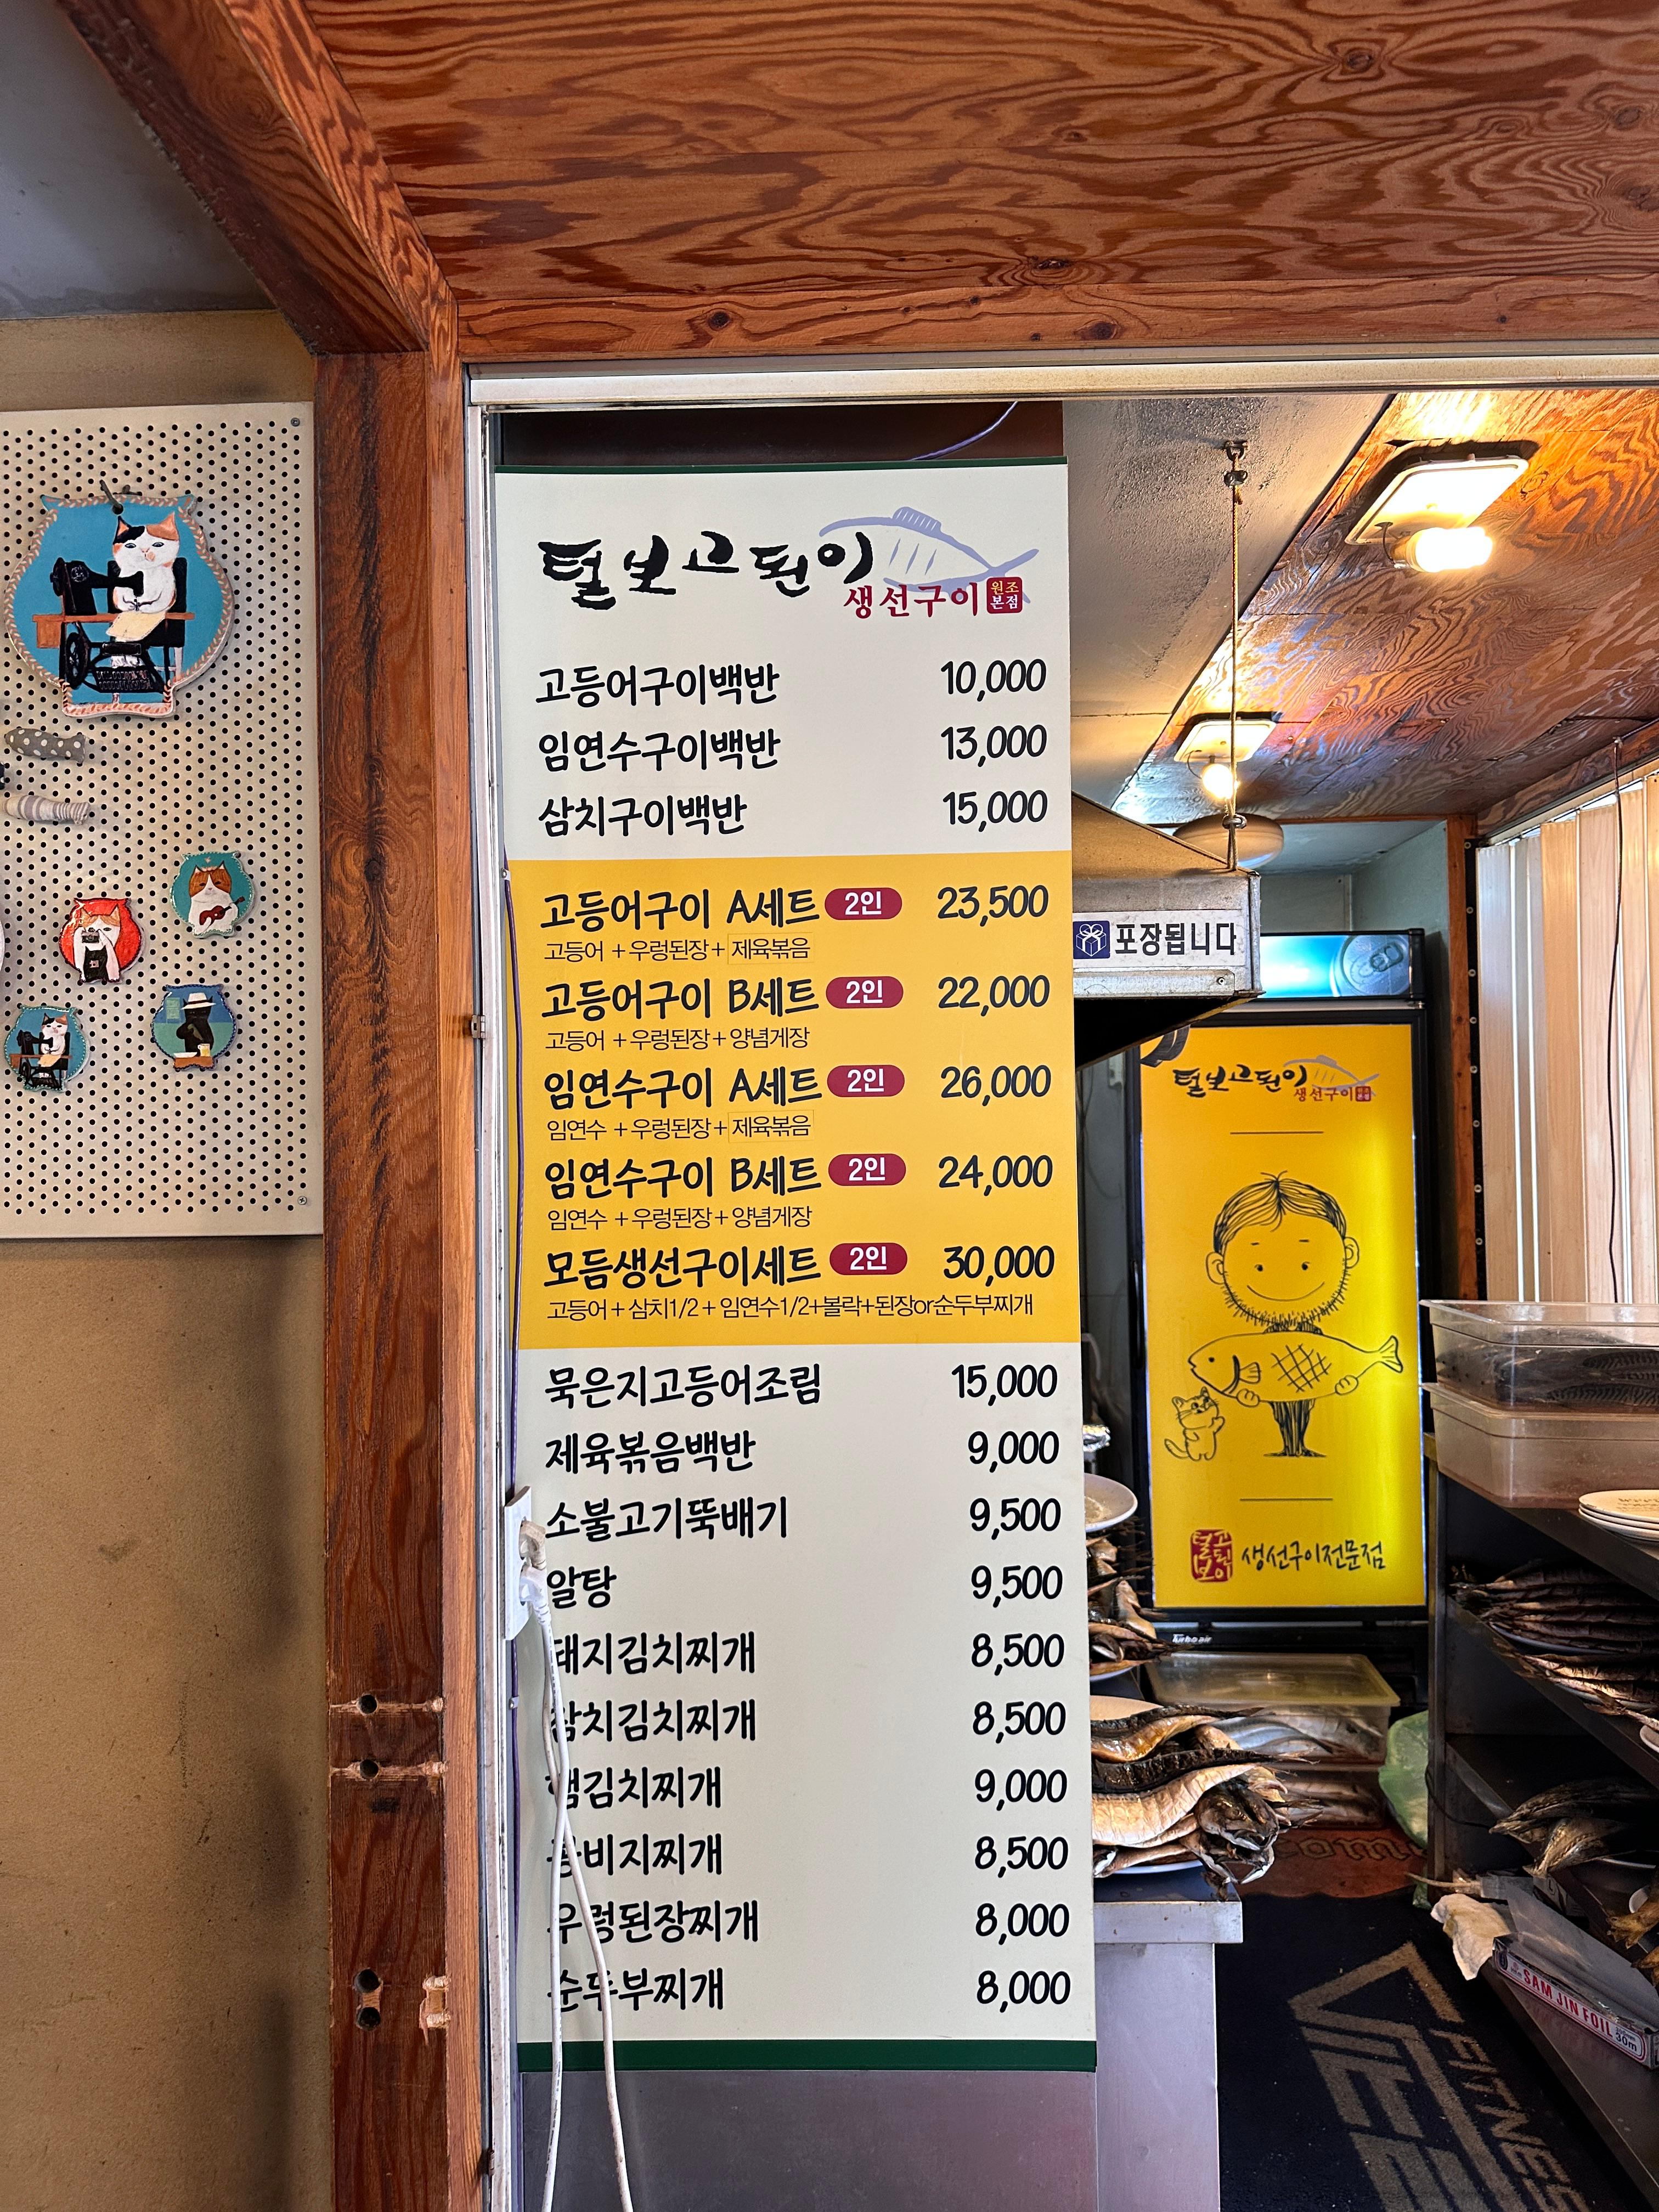 털보고된이
생선구이 원조 본점
고등어구이백반 10,000
임연수구이백반 13,000
삼치구이백반 15,000
고등어구이 A세트 2인 23,500
고등어 + 우렁된장 + 제육볶음
고등어구이 B세트 2인 22,000
고등어 + 우렁된장 + 양념게장
임연수구이 A세트 2인 26,000
임연수 + 우렁된장 + 제육볶음
임연수구이 B세트 2인 24,000
임연수 + 우렁된장 + 양념게장
모듬생선구이세트 2인 30,000
고등어 + 삼치1/2 + 임연수1/2+볼락+된장or순두부찌개
묵은지고등어조림 15,000
제육볶음백반 9,000
소불고기뚝배기 9,500
알탕 9,500
돼지김치찌개 8,500
참치김치찌개 8,500
햄김치찌개 9,000
콩비지찌개 8,500
우렁된장찌개 8,000
순두부찌개 8,000
포장됩니다
털보고된이
생선구이
털보고된이 생선구이전문점
Turbo air
SAM JIN FOIL
30m
FITNE